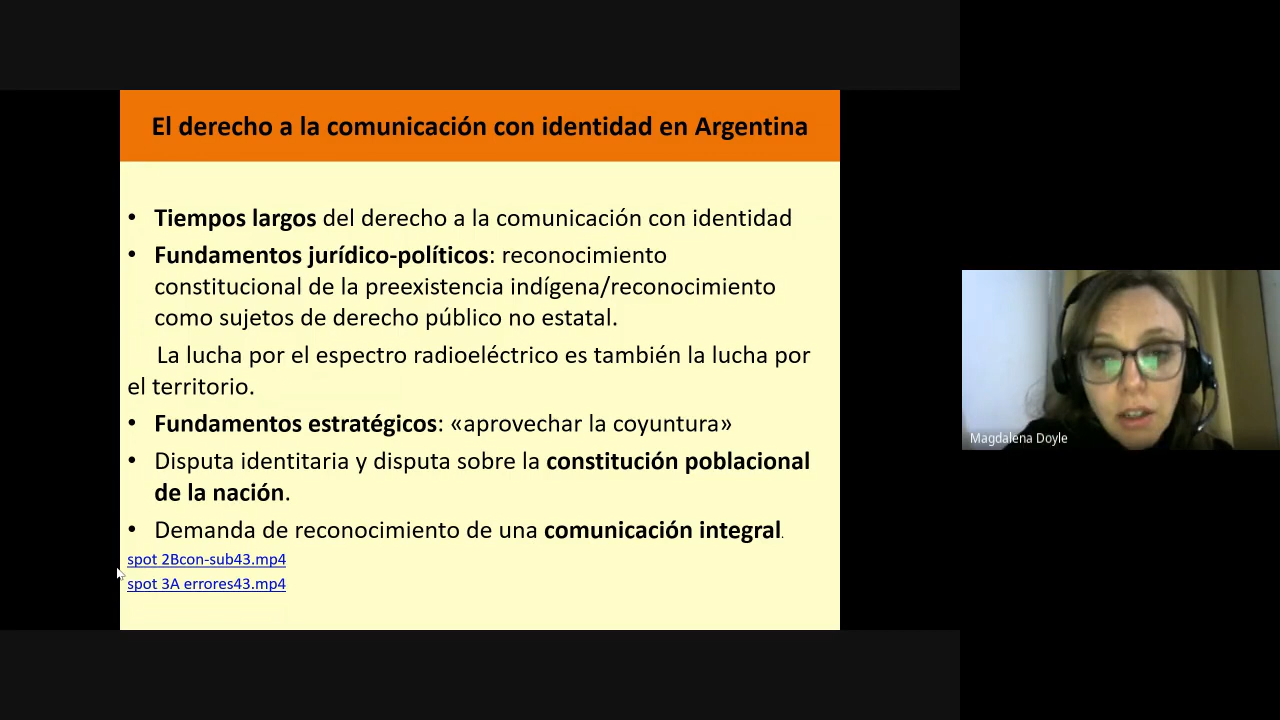 El derecho a la comunicación con identidad en Argentina
• Tiempos largos del derecho a la comunicación con identidad
• Fundamentos jurídico-políticos: reconocimiento
constitucional de la preexistencia indígena/reconocimiento
como sujetos de derecho público no estatal.
La lucha por el espectro radioeléctrico es también la lucha por
el territorio.
• Fundamentos estratégicos: «aprovechar la coyuntura»
• Disputa identitaria y disputa sobre la constitución poblacional
de la nación.
• Demanda de reconocimiento de una comunicación integral.
spot 2Bcon-sub43.mp4
spot 3A errores43.mp4
Magdalena Doyle